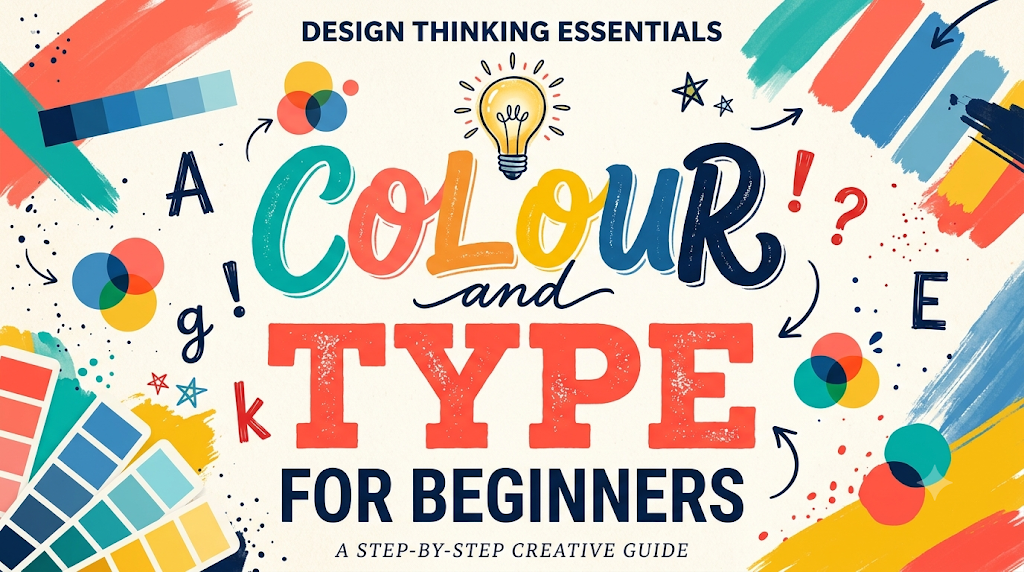 DESIGN THINKING ESSENTIALS
A
g!
k
COLOUR
and
TYPE
FOR BEGINNERS
A STEP-BY-STEP CREATIVE GUIDE
!?
E